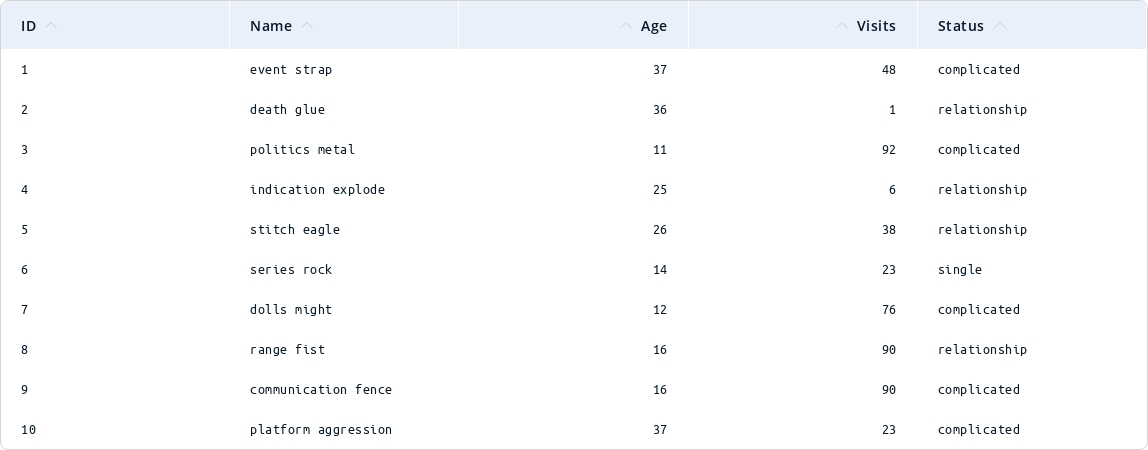 ID Name Age Visits Status
1 event strap 37 48 complicated
2 death glue 36 1 relationship
3 politics metal 11 92 complicated
4 indication explode 25 6 relationship
5 stitch eagle 26 38 relationship
6 series rock 14 23 single
7 dolls might 12 76 complicated
8 range fist 16 90 relationship
9 communication fence 16 90 complicated
10 platform aggression 37 23 complicated